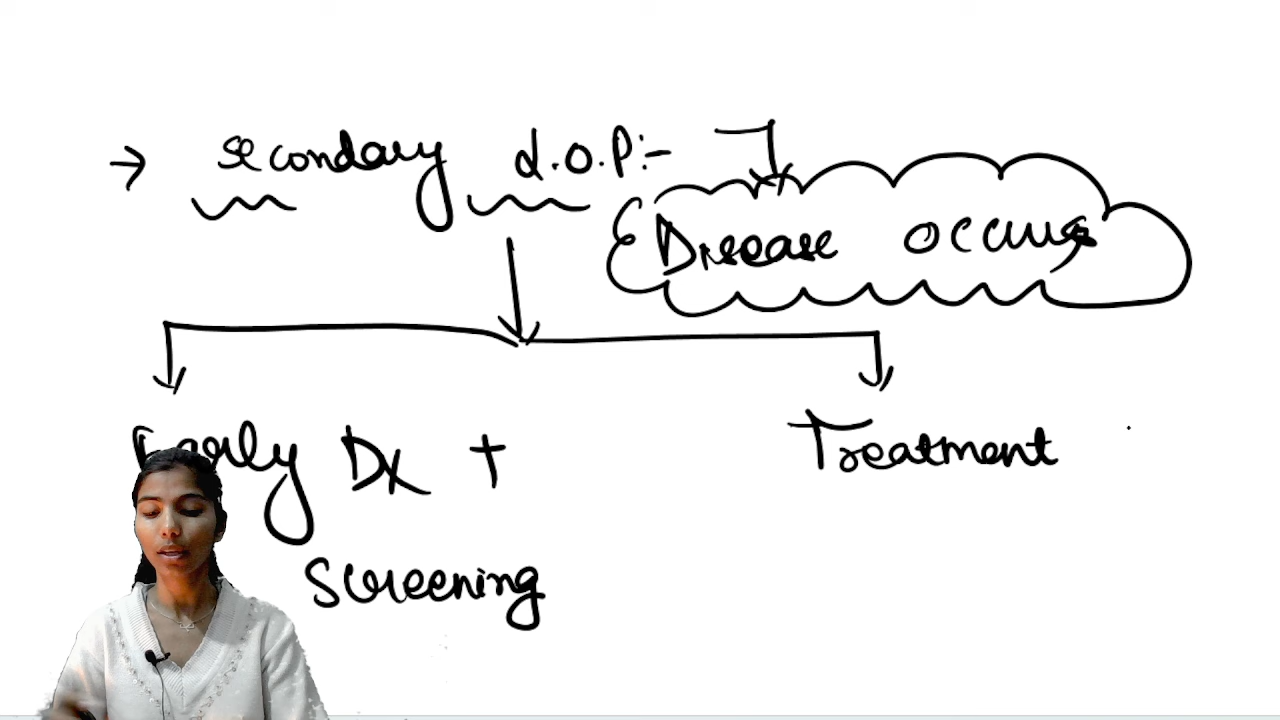 → secondary L.O.P:-
Disease occurs
Early Dx +
Screening
Treatment